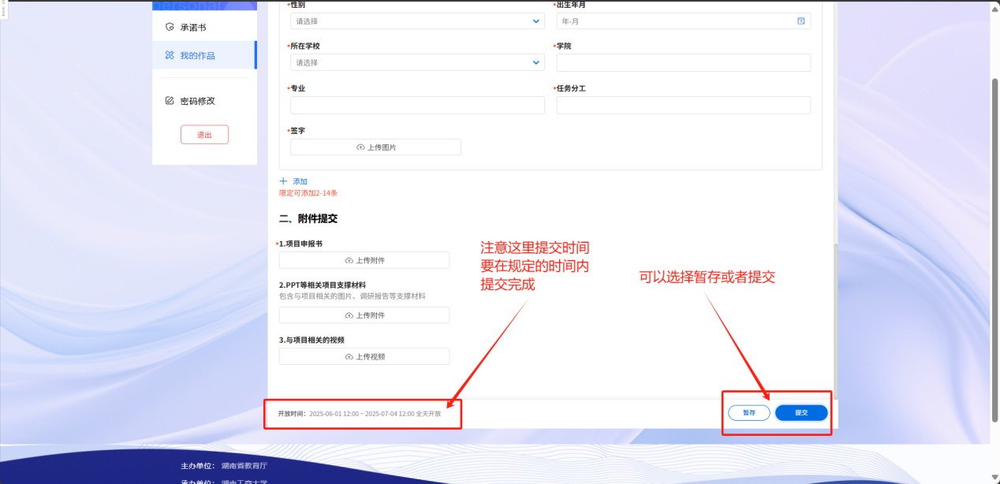 personal
承诺书
我的作品
密码修改
退出
*性别
*出生年月
请选择
年-月
*所在学校
*学院
请选择
*专业
*任务分工
*签字
上传图片
添加
限定可添加2-14条
二、附件提交
*1.项目申报书
上传附件
2.PPT等相关项目支撑材料
包含与项目相关的图片、调研报告等支撑材料
上传附件
3.与项目相关的视频
上传视频
注意这里提交时间
要在规定的时间内
提交完成
可以选择暂存或者提交
开放时间：2025-06-01 12:00 ~ 2025-07-04 12:00 全天开放
暂存
提交
主办单位： 湖南省教育厅
承办单位： 湖南工商大学